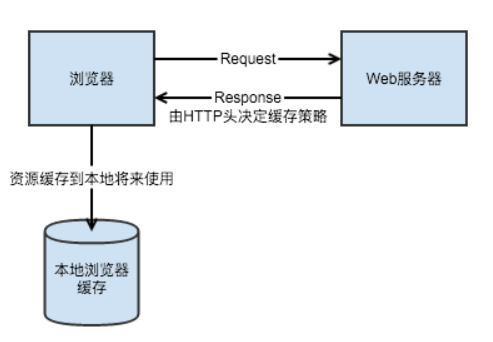 浏览器
Request
Web服务器
Response
由HTTP头决定缓存策略
资源缓存到本地将来使用
本地浏览器
缓存